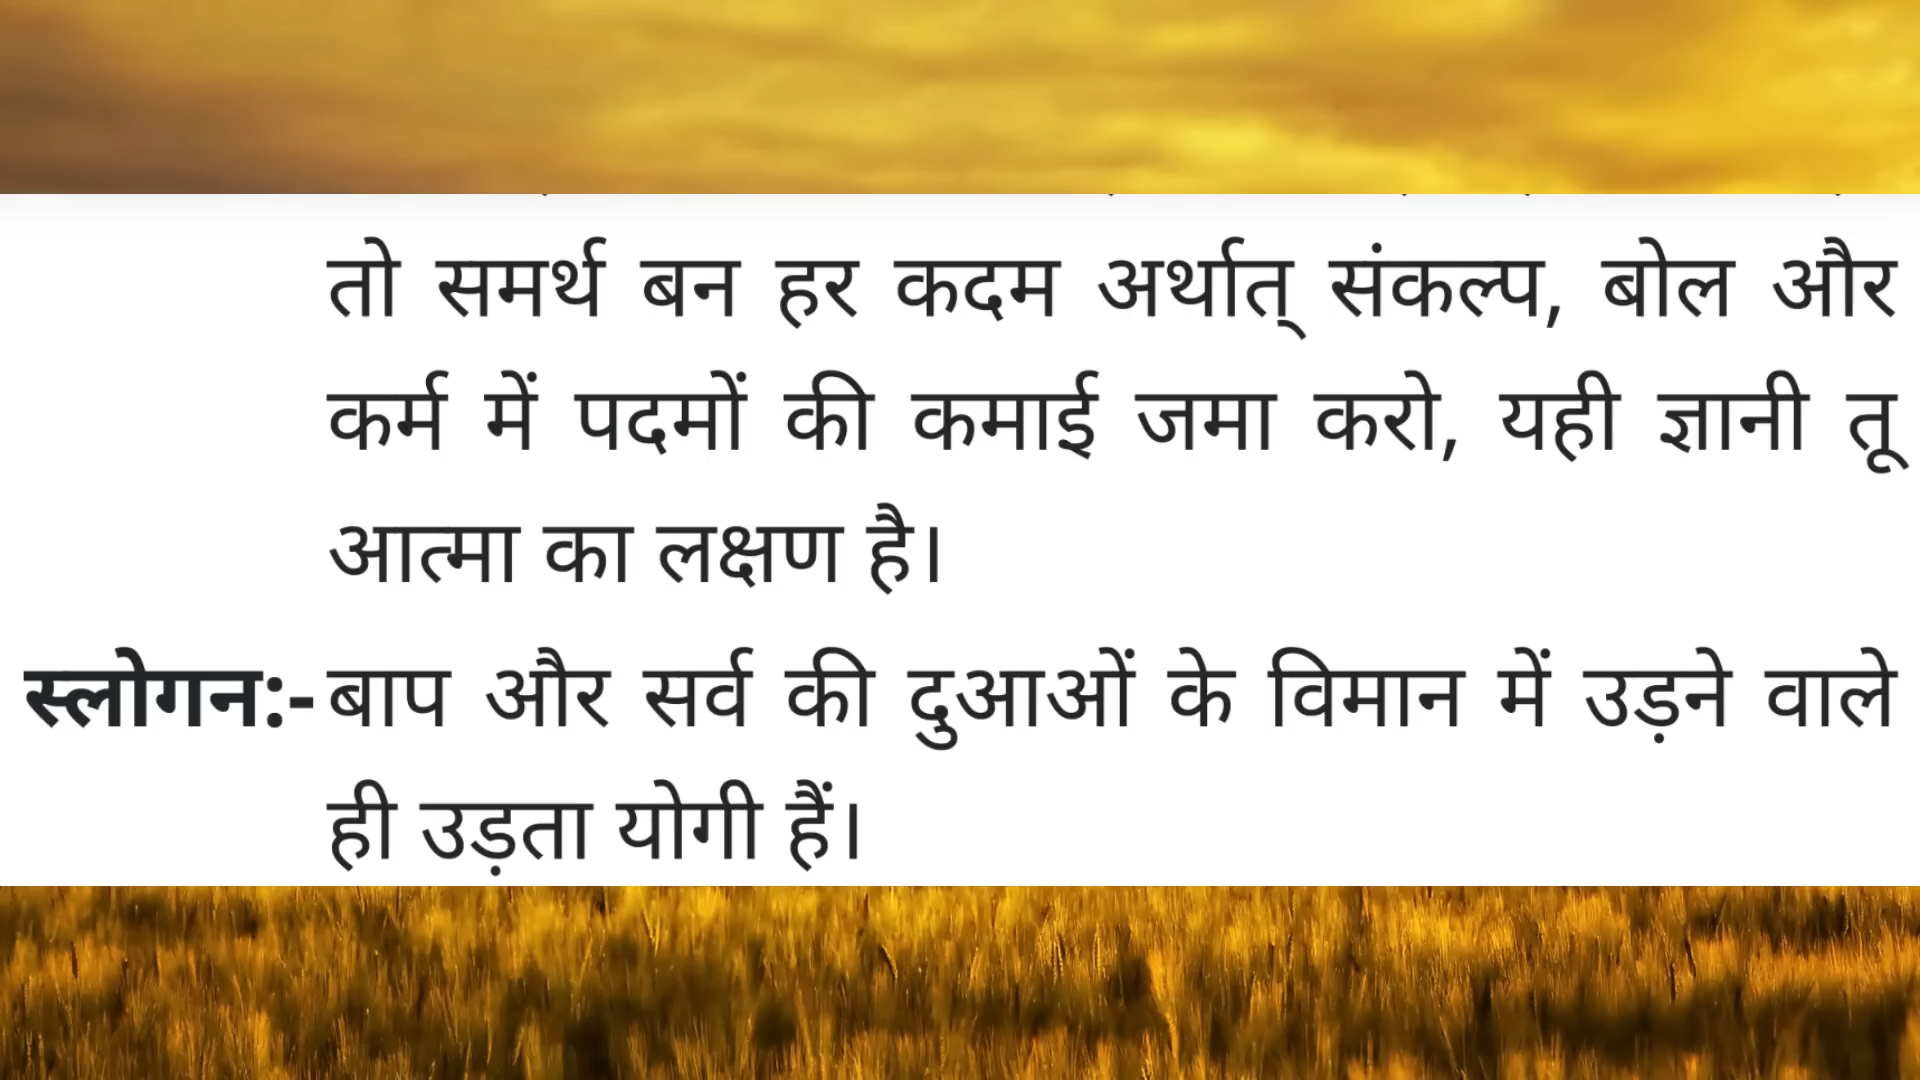 तो समर्थ बन हर कदम अर्थात् संकल्प, बोल और
कर्म में पदमों की कमाई जमा करो, यही ज्ञानी तू
आत्मा का लक्षण है।
स्लोगन:- बाप और सर्व की दुआओं के विमान में उड़ने वाले
ही उड़ता योगी हैं।